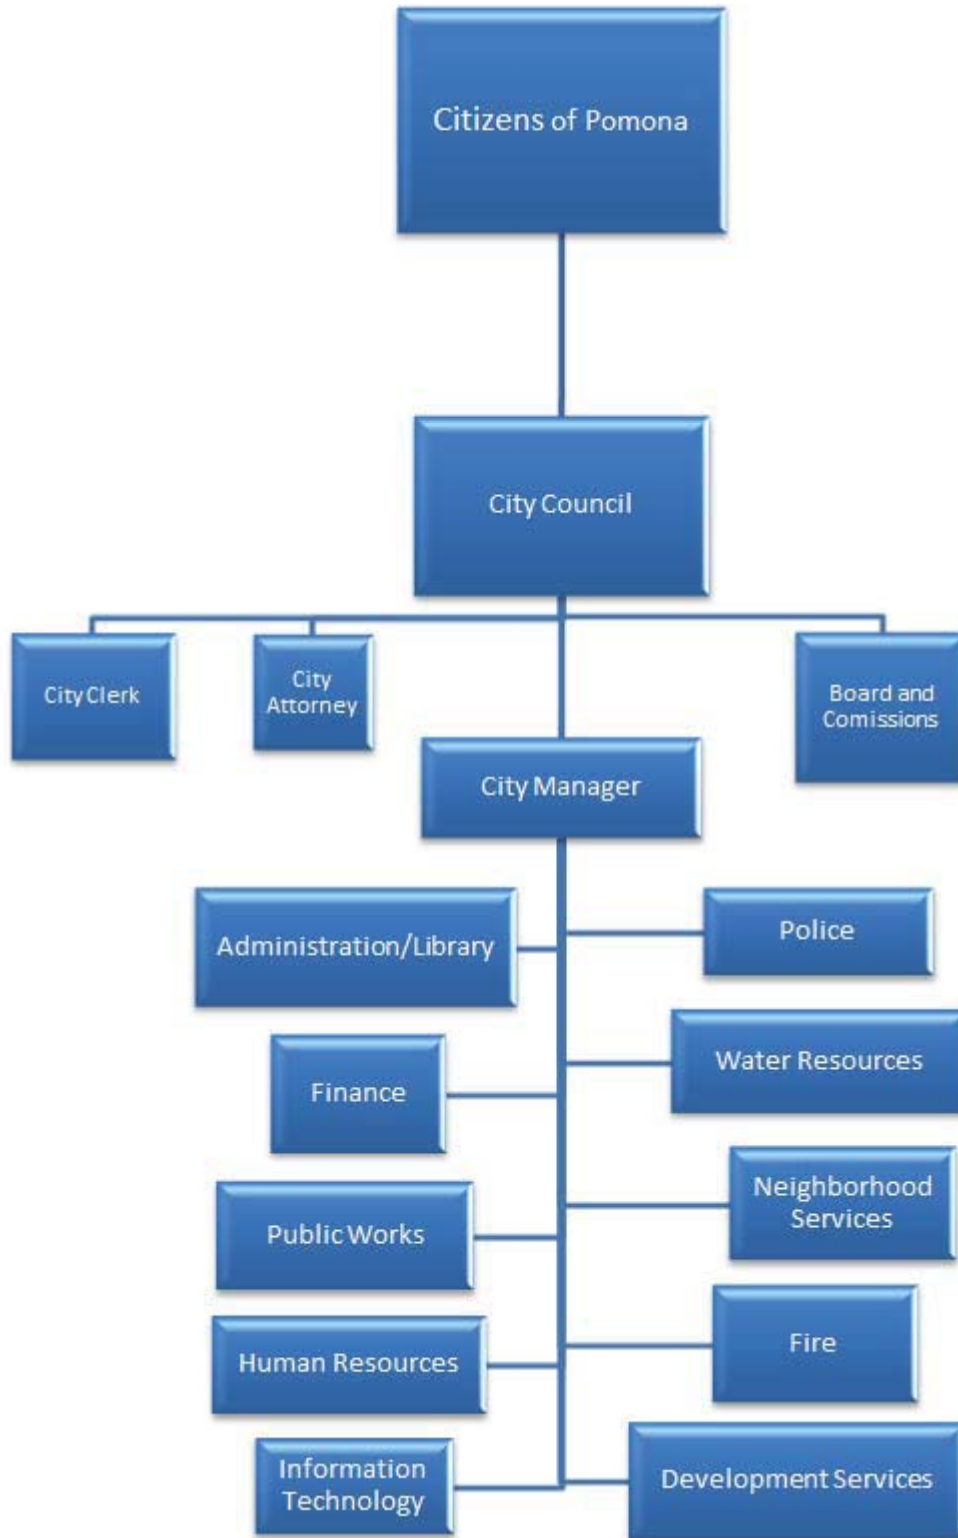 Citizens of Pomona
City Council
City Clerk
City
Attorney
Board and
Comissions
City Manager
Administration/Library
Police
Finance
Water Resources
Public Works
Neighborhood
Services
Human Resources
Fire
Information
Technology
Development Services